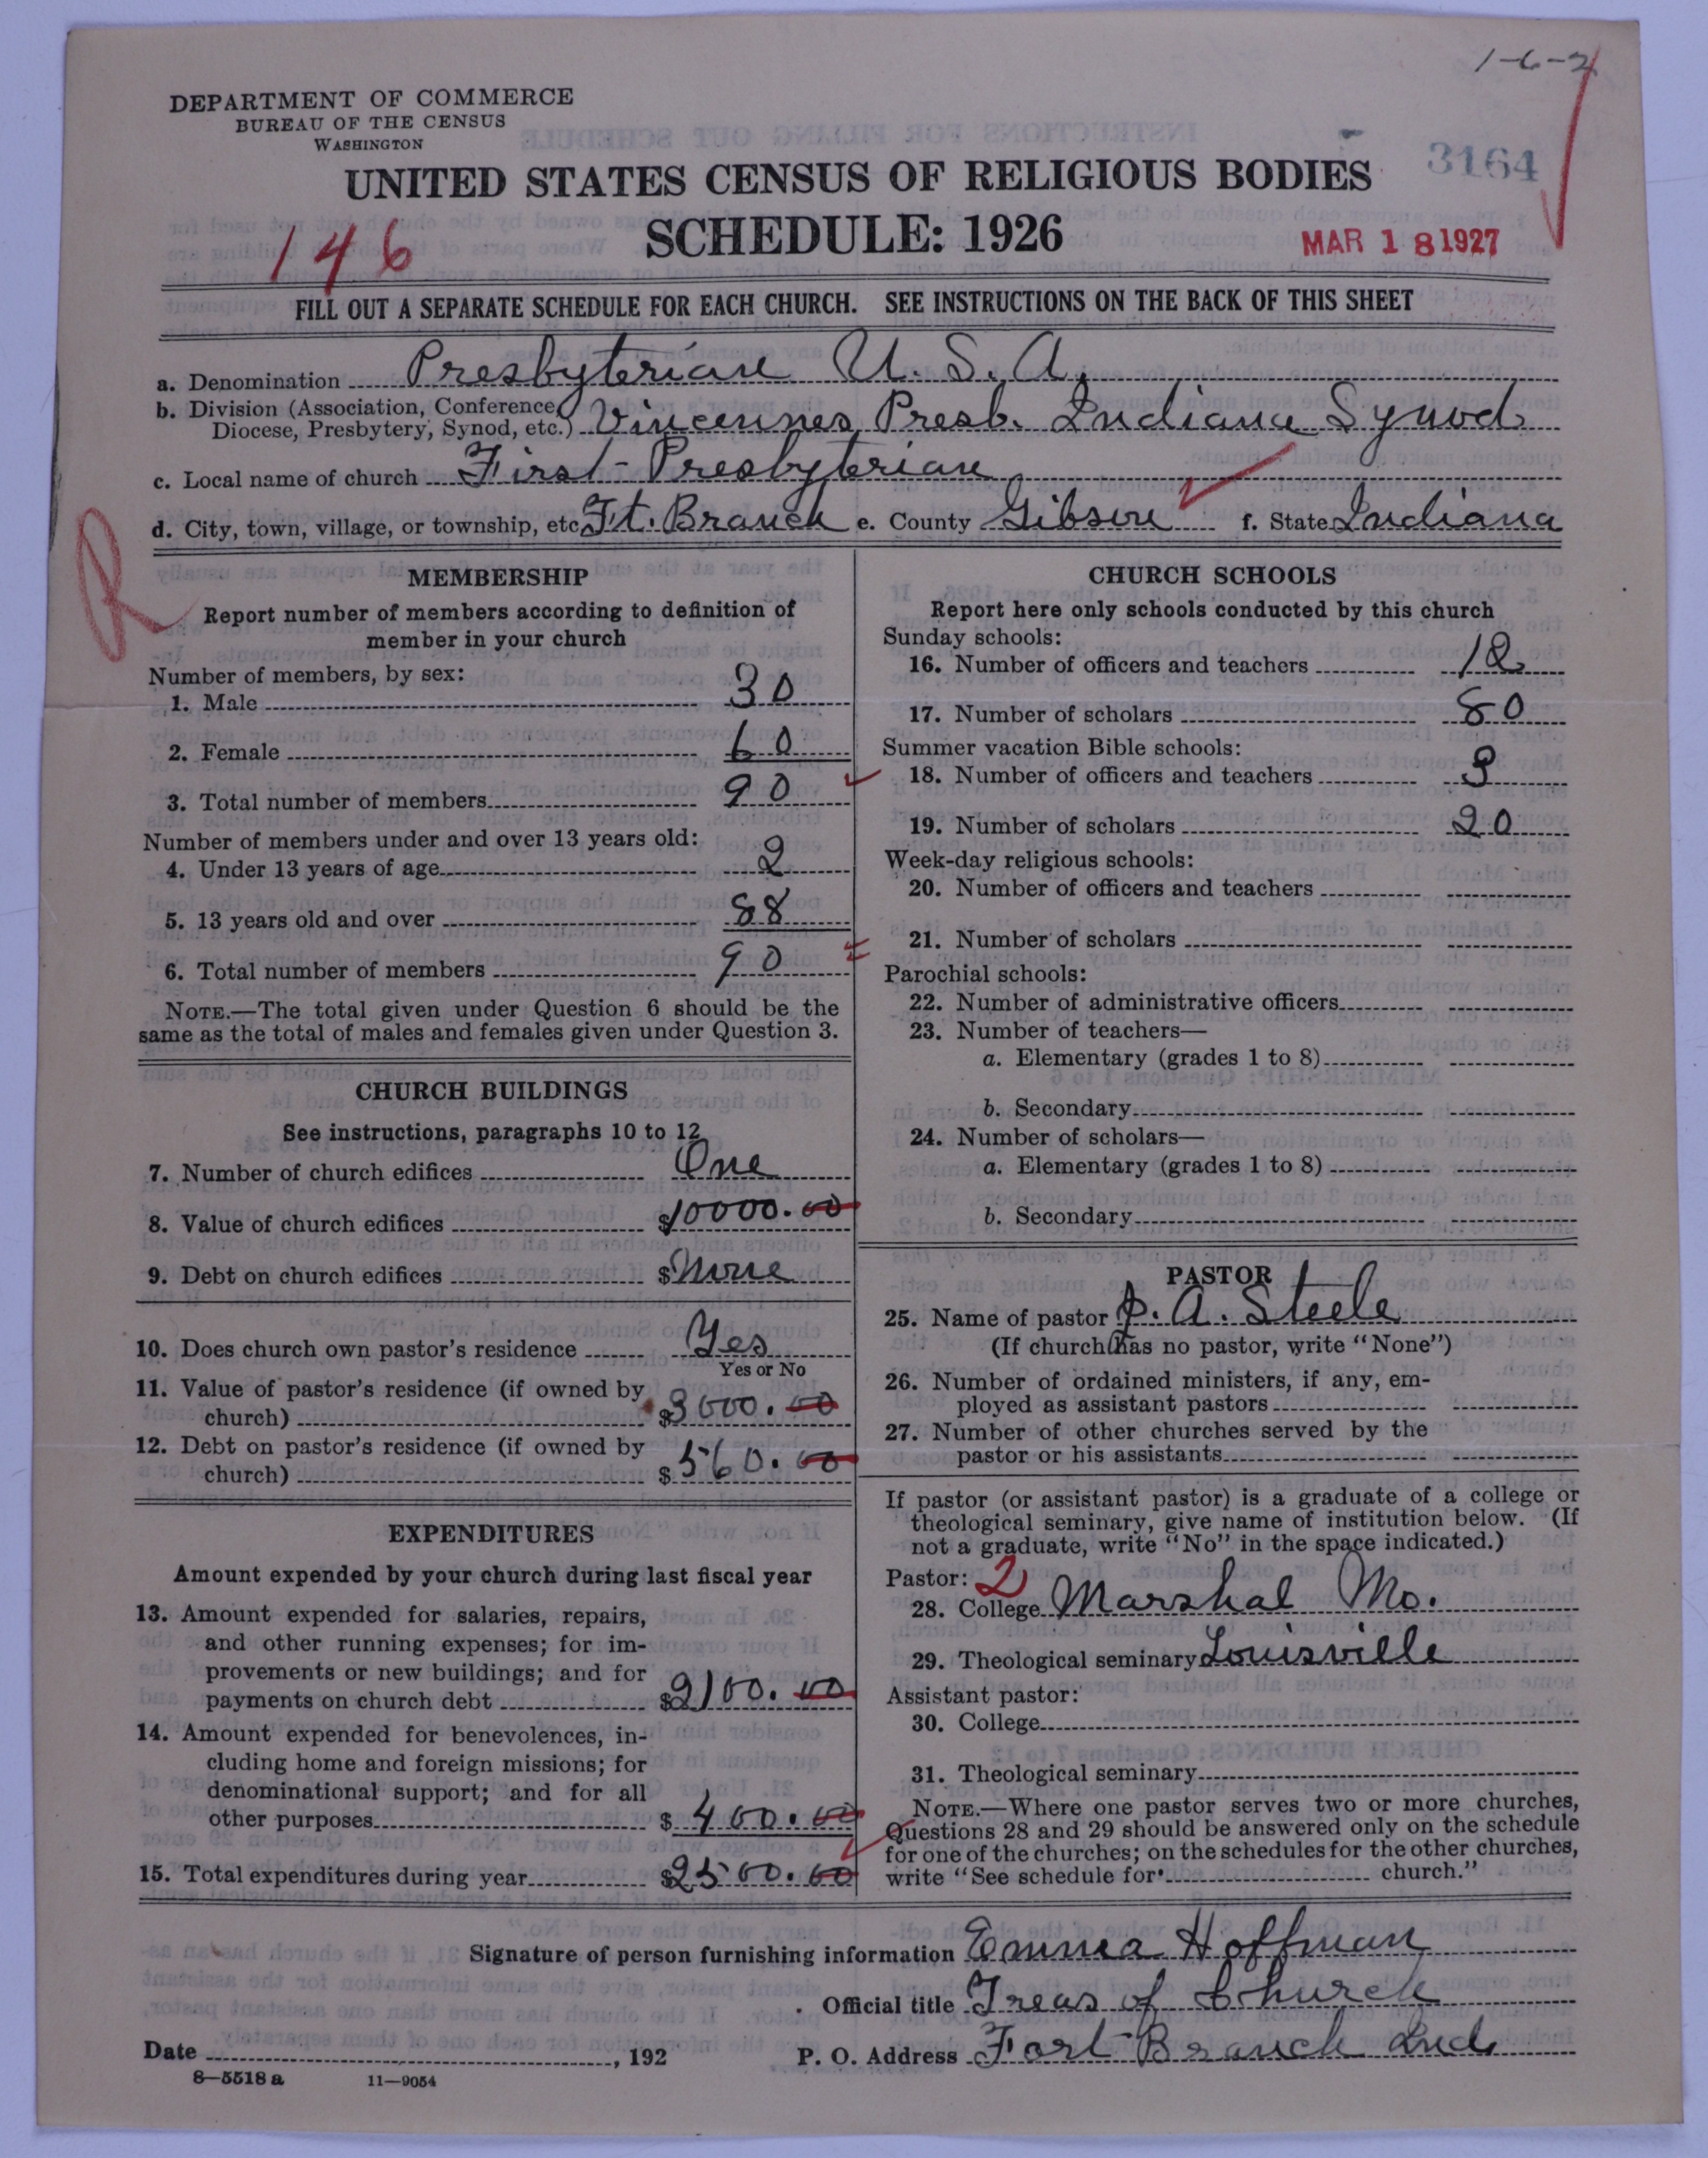 1-6-2
DEPARTMENT OF COMMERCE
BUREAU OF THE CENSUS
WASHINGTON
UNITED STATES CENSUS OF RELIGIOUS BODIES
3164
SCHEDULE: 1926
146
MAR 18 1927
FILL OUT A SEPARATE SCHEDULE FOR EACH CHURCH. SEE INSTRUCTIONS ON THE BACK OF THIS SHEET
a. Denomination Presbyterian U. S. A.
b. Division (Association, Conference,
Diocese, Presbytery, Synod, etc.) Vincennes Presb. Indiana Synod
c. Local name of church First Presbyterian
d. City, town, village, or township, etc. Ft. Branch e. County Gibson f. State Indiana
R
MEMBERSHIP
Report number of members according to definition of
member in your church
Number of members, by sex:
1. Male 30
2. Female 60
3. Total number of members 90
Number of members under and over 13 years old:
4. Under 13 years of age 2
5. 13 years old and over 88
6. Total number of members 90
NOTE.—The total given under Question 6 should be the
same as the total of males and females given under Question 3.
CHURCH BUILDINGS
See instructions, paragraphs 10 to 12
7. Number of church edifices One
8. Value of church edifices $10000.00
9. Debt on church edifices $None
10. Does church own pastor's residence Yes
Yes or No
11. Value of pastor's residence (if owned by
church) $3000.00
12. Debt on pastor's residence (if owned by
church) $560.00
EXPENDITURES
Amount expended by your church during last fiscal year
13. Amount expended for salaries, repairs,
and other running expenses; for im-
provements or new buildings; and for
payments on church debt $2100.00
14. Amount expended for benevolences, in-
cluding home and foreign missions; for
denominational support; and for all
other purposes $400.00
15. Total expenditures during year $2500.00
CHURCH SCHOOLS
Report here only schools conducted by this church
Sunday schools:
16. Number of officers and teachers 12
17. Number of scholars 80
Summer vacation Bible schools:
18. Number of officers and teachers 3
19. Number of scholars 20
Week-day religious schools:
20. Number of officers and teachers
21. Number of scholars
Parochial schools:
22. Number of administrative officers
23. Number of teachers—
a. Elementary (grades 1 to 8)
b. Secondary
24. Number of scholars—
a. Elementary (grades 1 to 8)
b. Secondary
PASTOR
25. Name of pastor J. A. Steele
(If church has no pastor, write "None")
26. Number of ordained ministers, if any, em-
ployed as assistant pastors
27. Number of other churches served by the
pastor or his assistants
If pastor (or assistant pastor) is a graduate of a college or
theological seminary, give name of institution below. (If
not a graduate, write "No" in the space indicated.)
Pastor: 2
28. College Marshal Mo.
29. Theological seminary Louisville
Assistant pastor:
30. College
31. Theological seminary
NOTE.—Where one pastor serves two or more churches,
Questions 28 and 29 should be answered only on the schedule
for one of the churches; on the schedules for the other churches,
write "See schedule for church."
Signature of person furnishing information Emma Hoffman
Official title Treas of Church
Date , 192 P. O. Address Fort Branch Ind
8—5518 a 11—9054